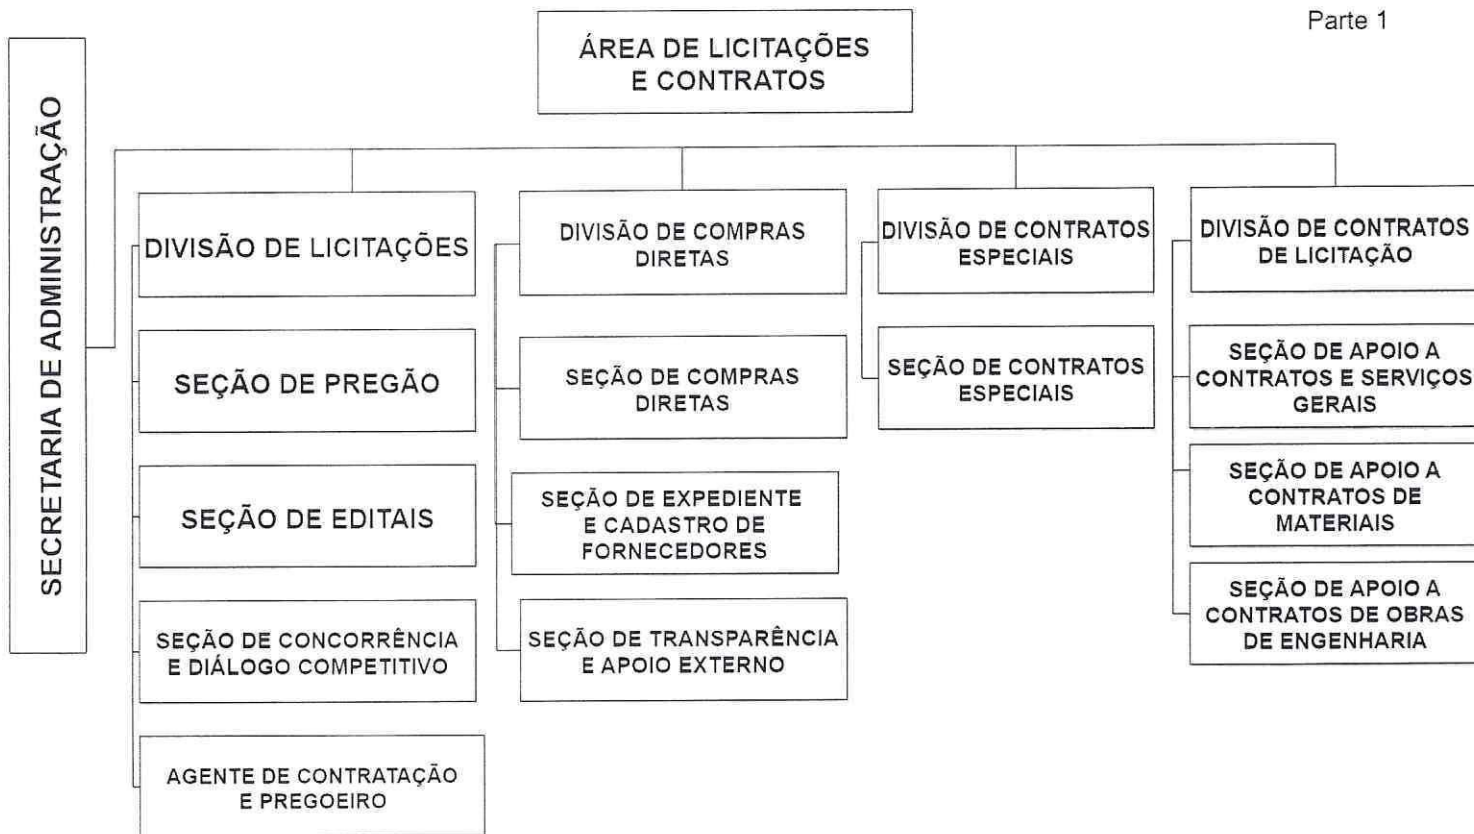 Parte 1
ÁREA DE LICITAÇÕES
E CONTRATOS
SECRETARIA DE ADMINISTRAÇÃO
DIVISÃO DE LICITAÇÕES
SEÇÃO DE PREGÃO
SEÇÃO DE EDITAIS
SEÇÃO DE CONCORRÊNCIA
E DIÁLOGO COMPETITIVO
AGENTE DE CONTRATAÇÃO
E PREGOEIRO
DIVISÃO DE COMPRAS
DIRETAS
SEÇÃO DE COMPRAS
DIRETAS
SEÇÃO DE EXPEDIENTE
E CADASTRO DE
FORNECEDORES
SEÇÃO DE TRANSPARÊNCIA
E APOIO EXTERNO
DIVISÃO DE CONTRATOS
ESPECIAIS
SEÇÃO DE CONTRATOS
ESPECIAIS
DIVISÃO DE CONTRATOS
DE LICITAÇÃO
SEÇÃO DE APOIO A
CONTRATOS E SERVIÇOS
GERAIS
SEÇÃO DE APOIO A
CONTRATOS DE
MATERIAIS
SEÇÃO DE APOIO A
CONTRATOS DE OBRAS
DE ENGENHARIA